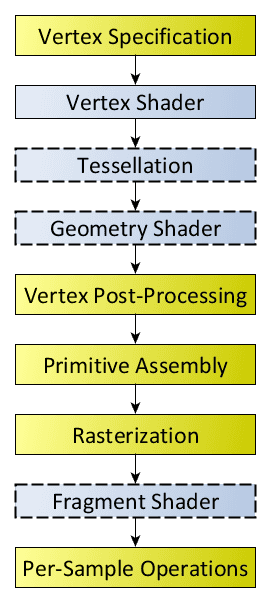 Vertex Specification
Vertex Shader
Tessellation
Geometry Shader
Vertex Post-Processing
Primitive Assembly
Rasterization
Fragment Shader
Per-Sample Operations